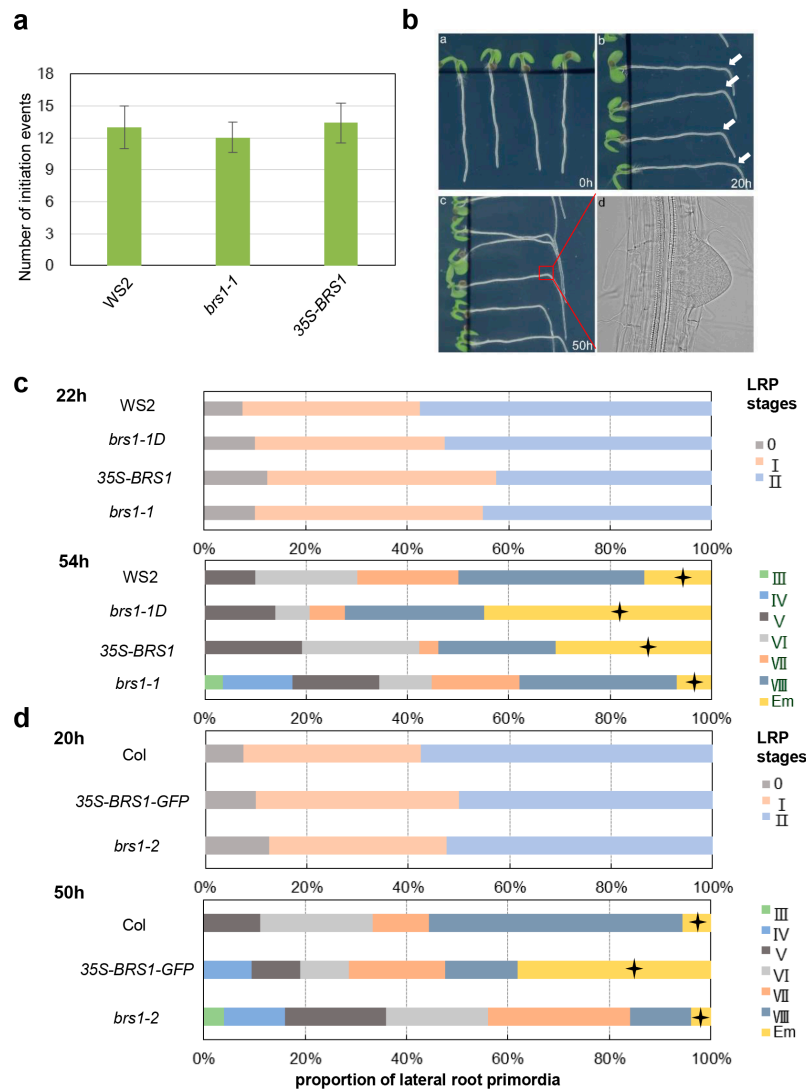 a
18
15
12
9
6
3
0
Number of initiation events
WS2
brs1-1
35S-BRS1
b
a
0h
b
20h
c
50h
d
c
22h
WS2
brs1-1D
35S-BRS1
brs1-1
0% 20% 40% 60% 80% 100%
LRP
stages
0
Ⅰ
Ⅱ
54h
WS2
brs1-1D
35S-BRS1
brs1-1
0% 20% 40% 60% 80% 100%
Ⅲ
Ⅳ
Ⅴ
Ⅵ
Ⅶ
Ⅷ
Em
d
20h
Col
35S-BRS1-GFP
brs1-2
0% 20% 40% 60% 80% 100%
LRP
stages
0
Ⅰ
Ⅱ
50h
Col
35S-BRS1-GFP
brs1-2
0% 20% 40% 60% 80% 100%
proportion of lateral root primordia
Ⅲ
Ⅳ
Ⅴ
Ⅵ
Ⅶ
Ⅷ
Em